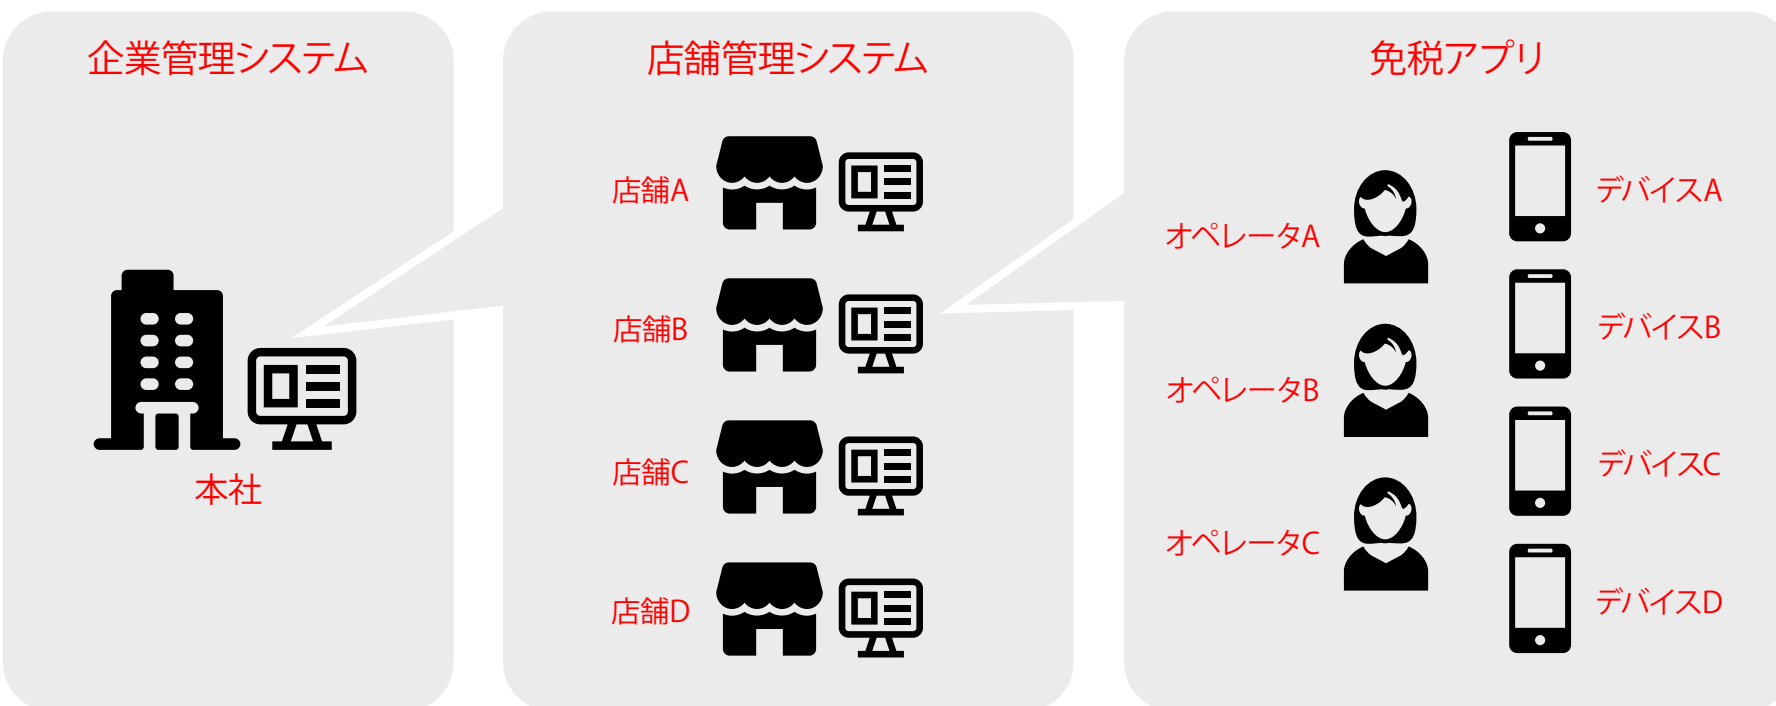 企業管理システム
本社
店舗管理システム
店舗A
店舗B
店舗C
店舗D
免税アプリ
オペレータA
オペレータB
オペレータC
デバイスA
デバイスB
デバイスC
デバイスD